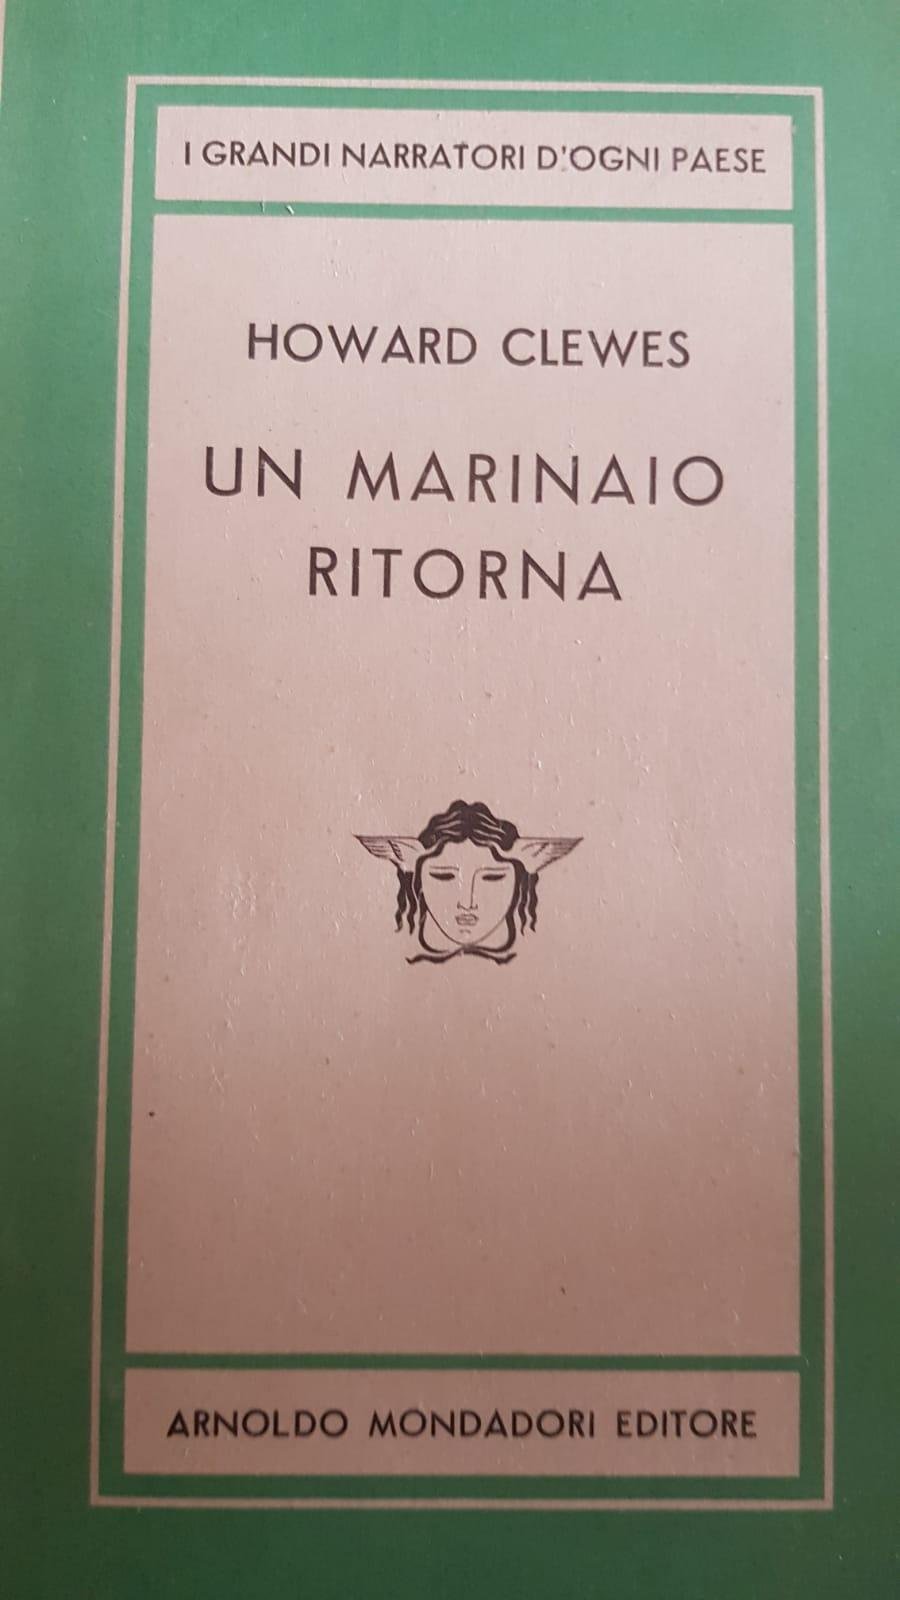 I GRANDI NARRATORI D'OGNI PAESE
HOWARD CLEWES
UN MARINAIO
RITORNA
ARNOLDO MONDADORI EDITORE